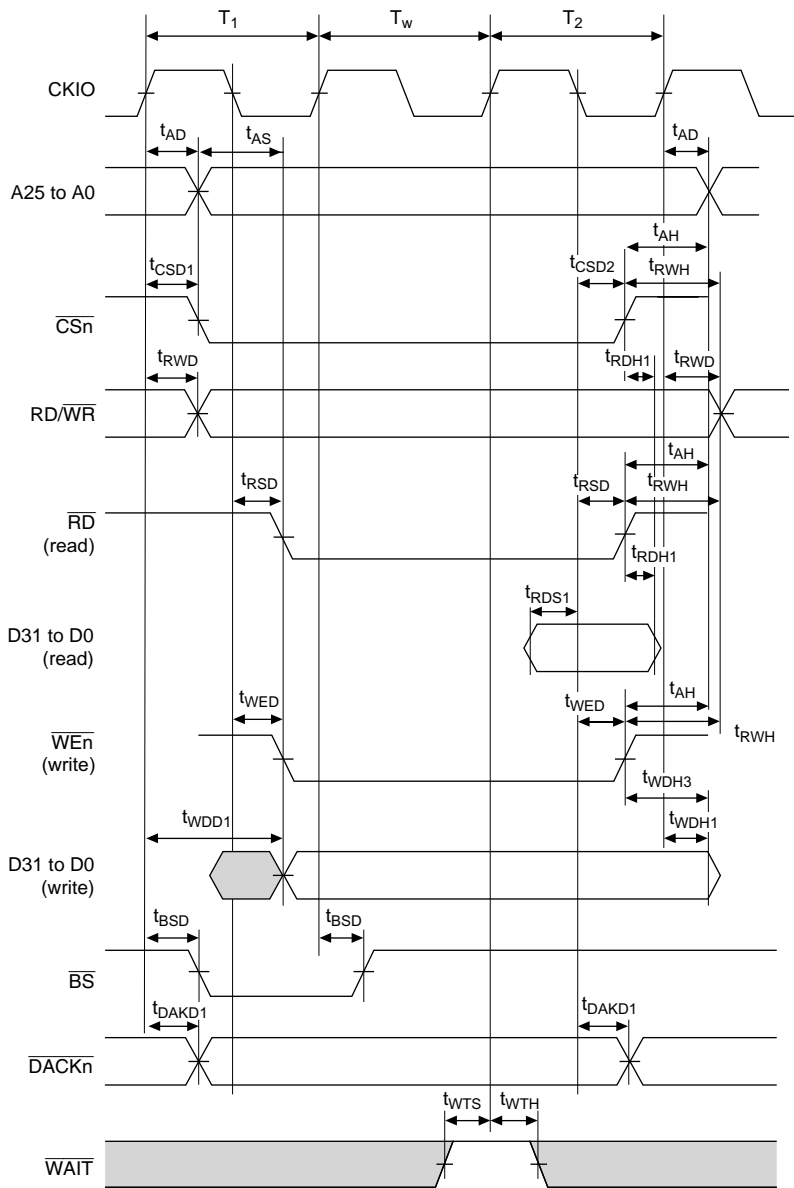 T1 Tw T2
CKIO
tAD tAS tAD
A25 to A0
tAH
tCSD1 tCSD2 tRWH
CSn
tRWD tRDH1 tRWD
RD/WR
tAH
tRSD tRSD tRWH
RD
(read)
tRDH1
tRDS1
D31 to D0
(read)
tAH
tWED tWED
tRWH
WEn
(write)
tWDH3
tWDD1 tWDH1
D31 to D0
(write)
tBSD tBSD
BS
tDAKD1 tDAKD1
DACKn
tWTS tWTH
WAIT